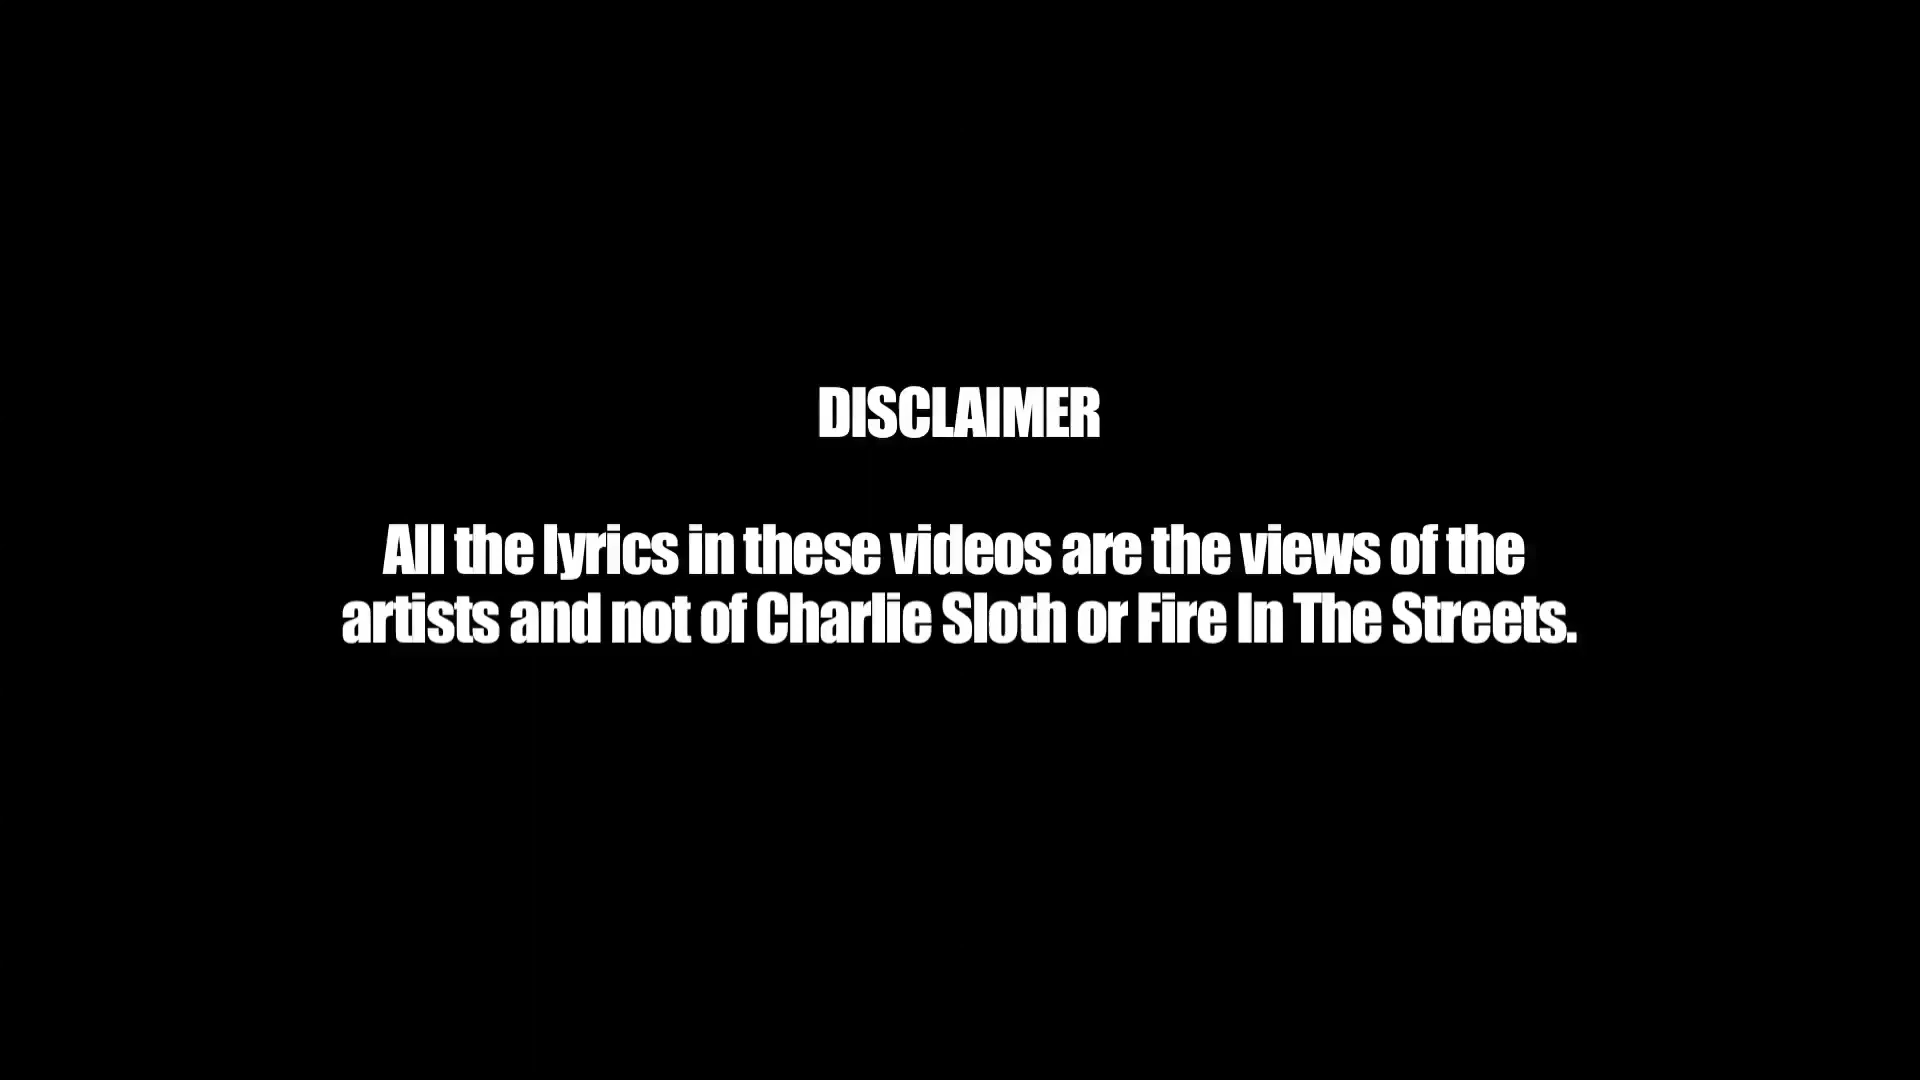 DISCLAIMER
All the lyrics in these videos are the views of the
artists and not of Charlie Sloth or Fire In The Streets.